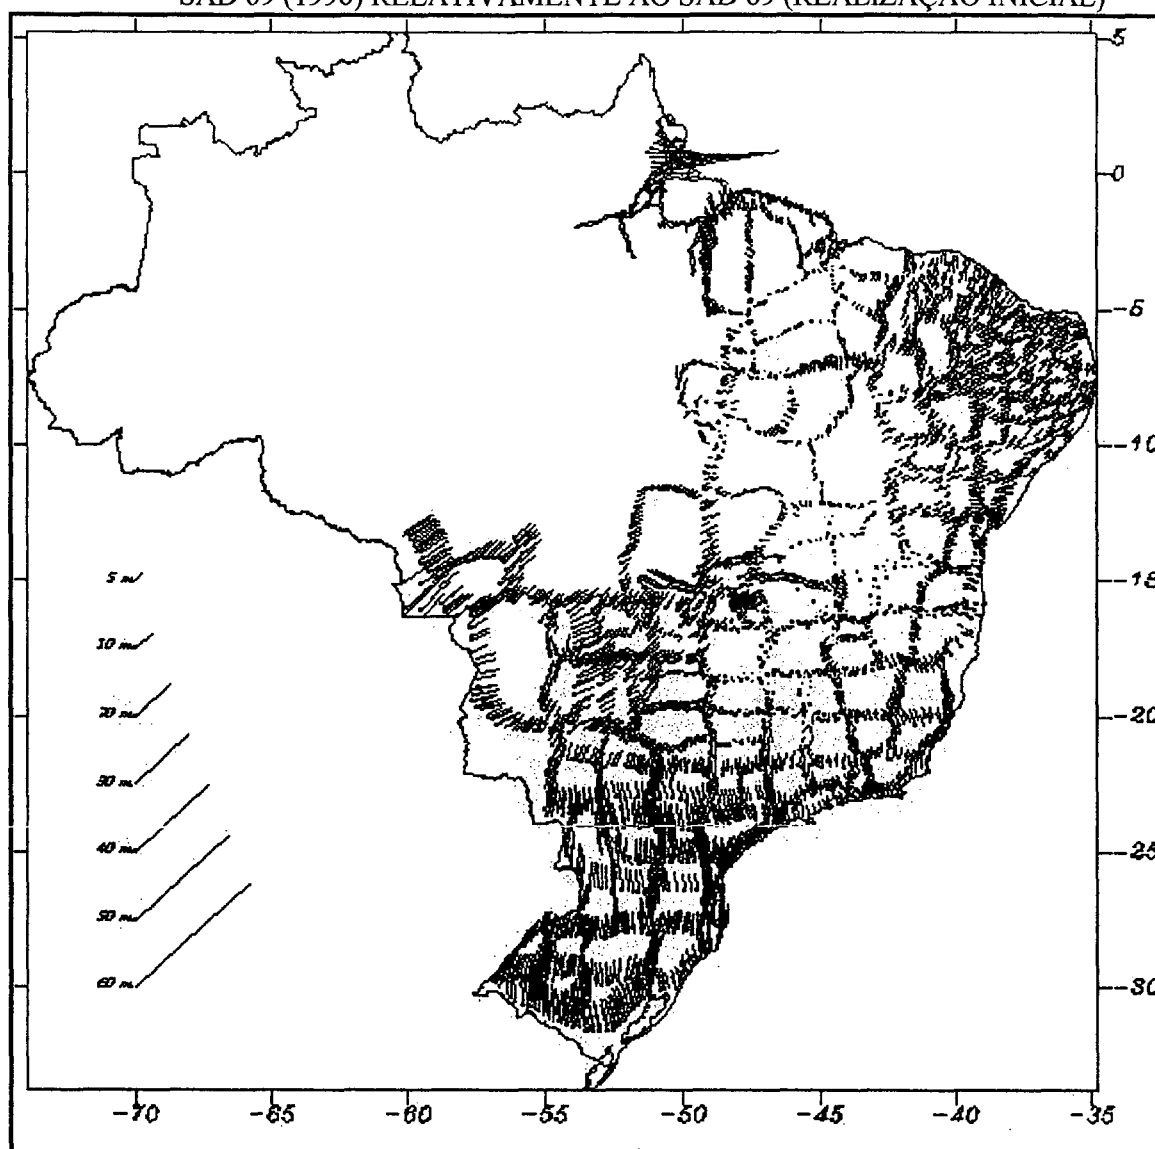 SAD 69 (1996) RELATIVAMENTE AO SAD 69 (REALIZAÇÃO INICIAL)
5
0
-5
-10
5 m
-15
10 m
20 m
-20
30 m
40 m
-25
50 m
60 m
-30
-70 -65 -60 -55 -50 -45 -40 -35